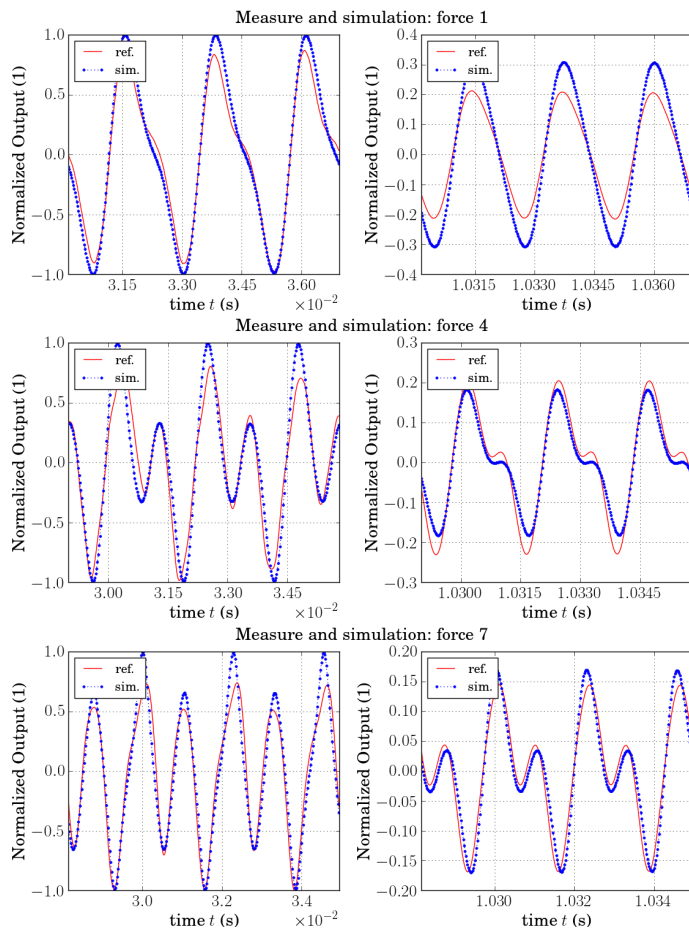 Measure and simulation: force 1
Normalized Output (1)
1.0
0.5
0.0
−0.5
−1.0
ref.
sim.
3.15
3.30
3.45
3.60
time t (s)
×10−2
Normalized Output (1)
0.4
0.3
0.2
0.1
0.0
−0.1
−0.2
−0.3
−0.4
ref.
sim.
1.0315
1.0330
1.0345
1.0360
time t (s)
Measure and simulation: force 4
Normalized Output (1)
1.0
0.5
0.0
−0.5
−1.0
ref.
sim.
3.00
3.15
3.30
3.45
time t (s)
×10−2
Normalized Output (1)
0.3
0.2
0.1
0.0
−0.1
−0.2
−0.3
ref.
sim.
1.0300
1.0315
1.0330
1.0345
time t (s)
Measure and simulation: force 7
Normalized Output (1)
1.0
0.5
0.0
−0.5
−1.0
ref.
sim.
3.0
3.2
3.4
time t (s)
×10−2
Normalized Output (1)
0.20
0.15
0.10
0.05
0.00
−0.05
−0.10
−0.15
−0.20
ref.
sim.
1.030
1.032
1.034
time t (s)